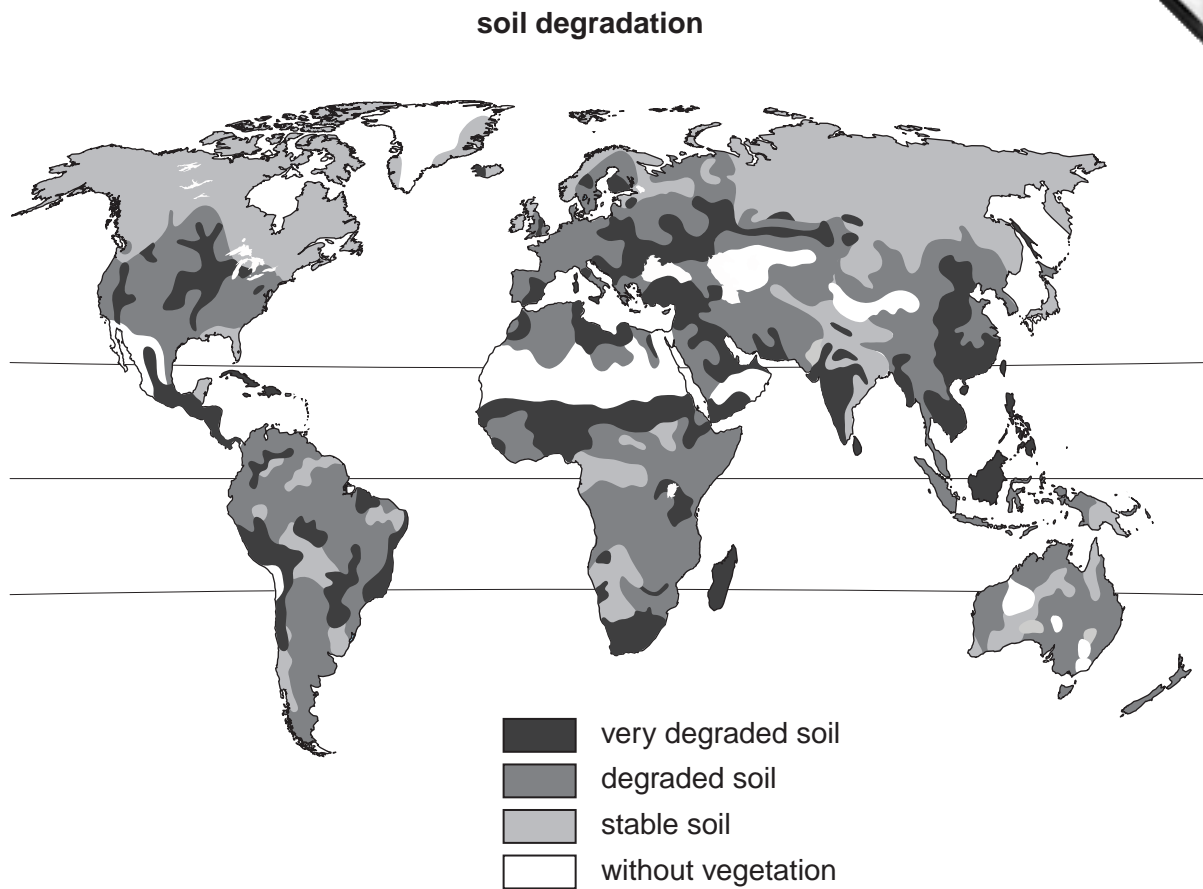 soil degradation
very degraded soil
degraded soil
stable soil
without vegetation